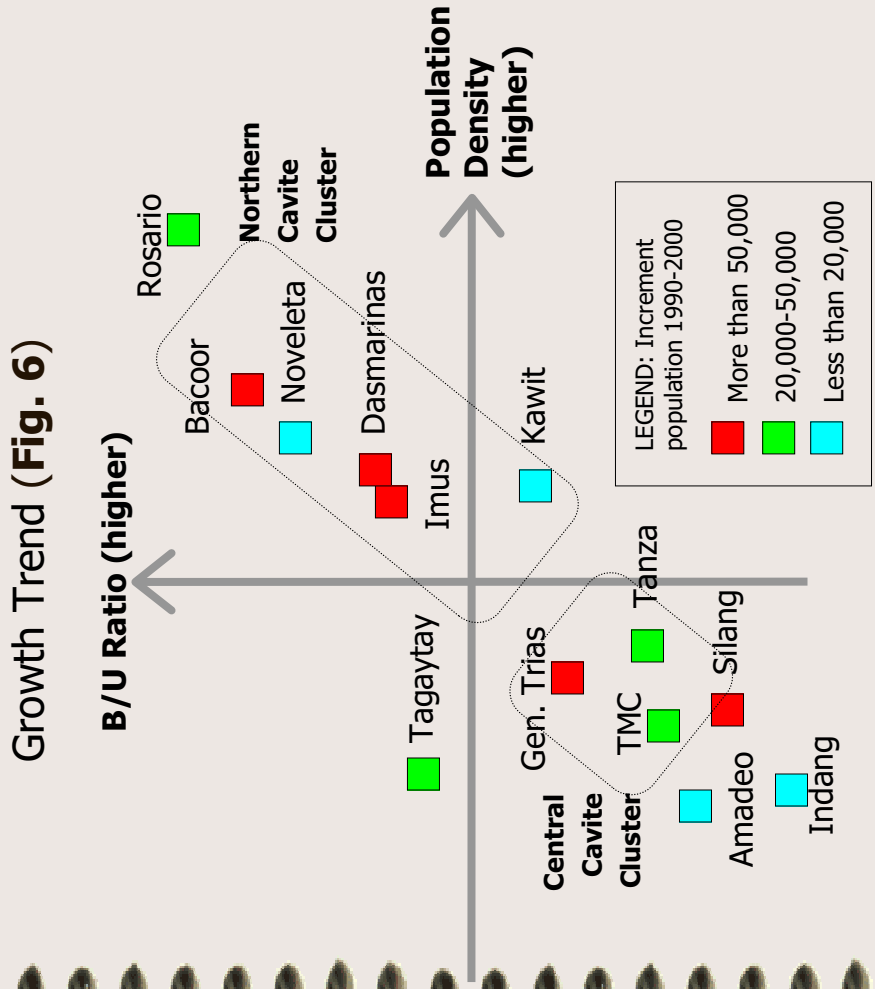 Growth Trend (Fig. 6)
B/U Ratio (higher)
Rosario
Bacoor
Northern
Cavite
Cluster
Noveleta
Dasmarinas
Tagaytay
Imus
Population
Density
(higher)
Kawit
Gen. Trias
Central
Cavite
Cluster
TMC
Tanza
Silang
Amadeo
Indang
LEGEND: Increment
population 1990-2000
More than 50,000
20,000-50,000
Less than 20,000